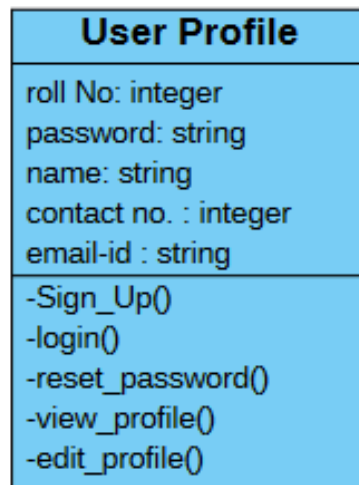 User Profile
roll No: integer
password: string
name: string
contact no. : integer
email-id : string
-Sign_Up()
-login()
-reset_password()
-view_profile()
-edit_profile()